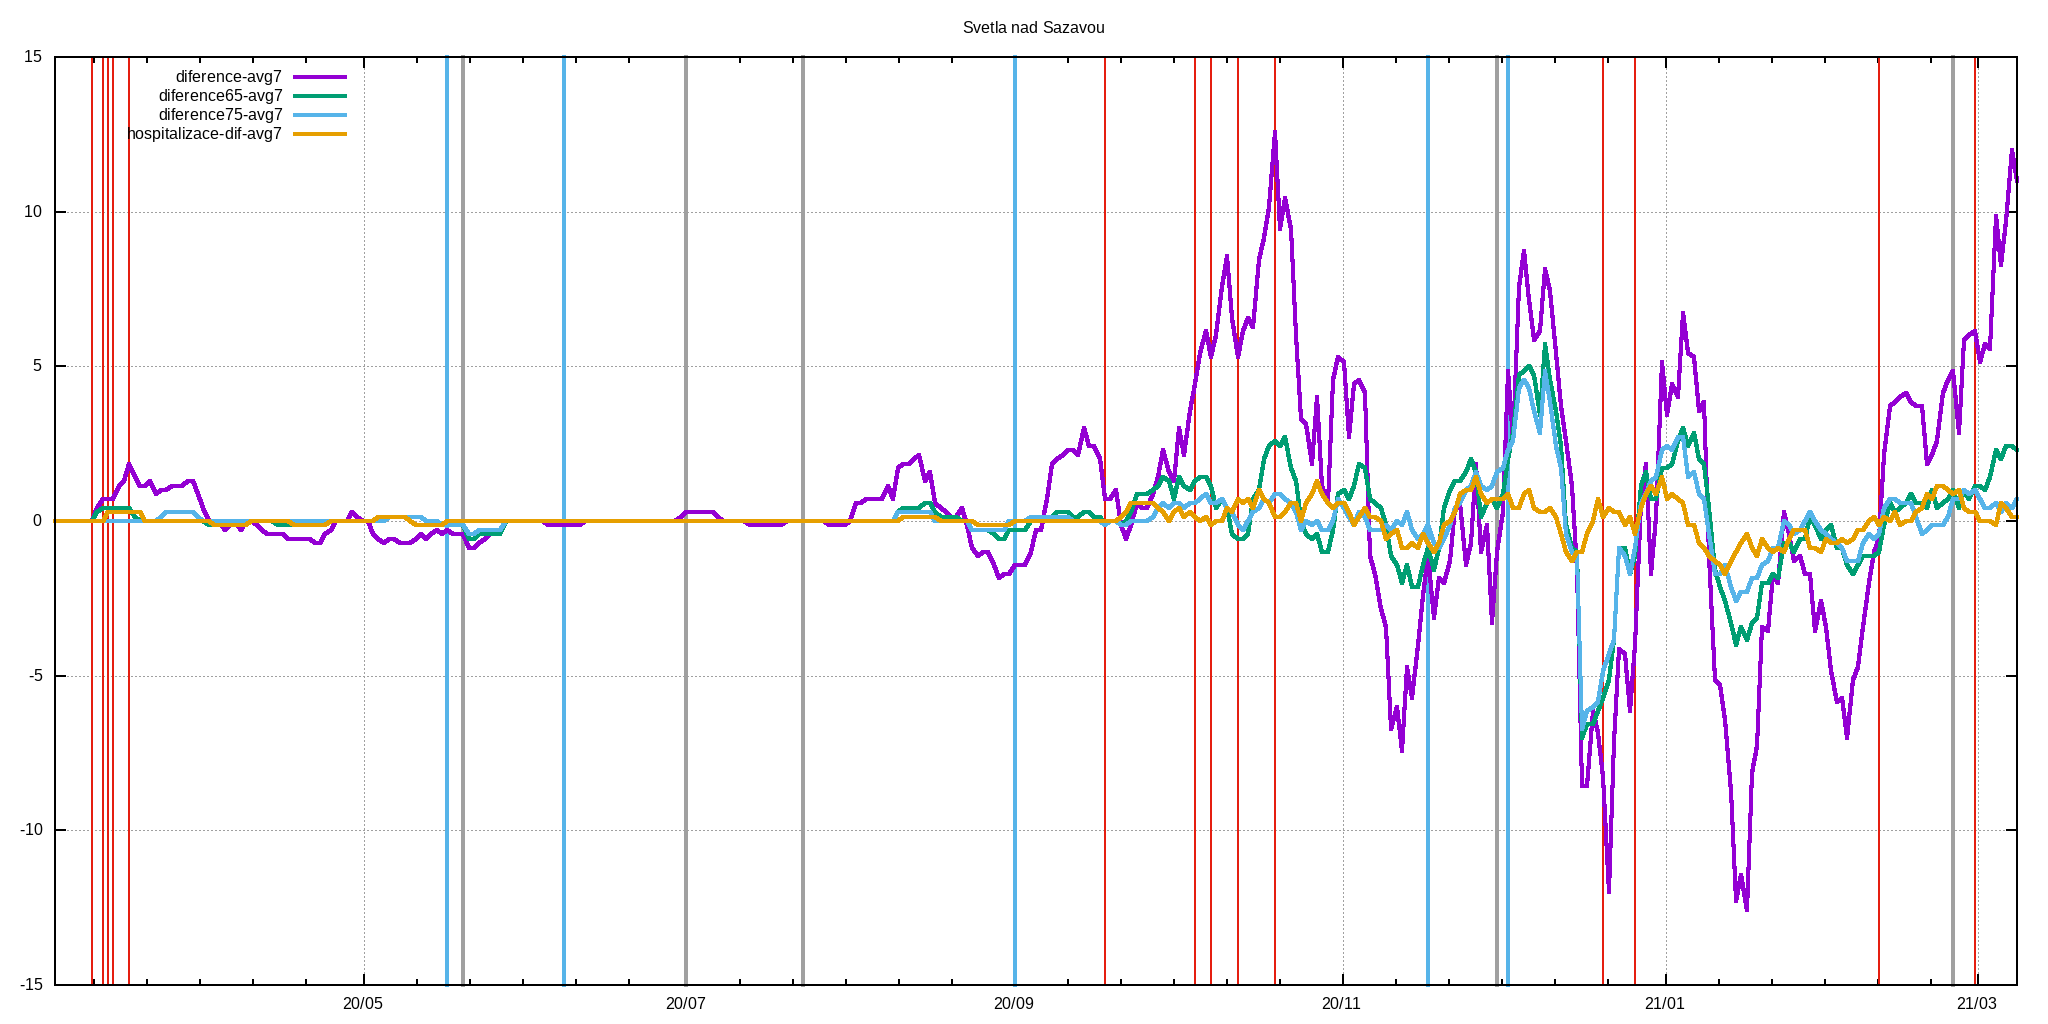 Svetla nad Sazavou
15
10
5
0
-5
-10
-15
diference-avg7
diference65-avg7
diference75-avg7
hospitalizace-dif-avg7
20/05
20/07
20/09
20/11
21/01
21/03